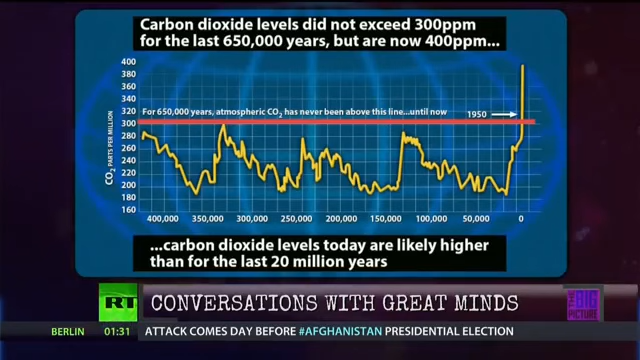 Carbon dioxide levels did not exceed 300ppm
for the last 650,000 years, but are now 400ppm...
400
380
360
340
320
300
280
260
240
220
200
180
160
CO2 PARTS PER MILLION
For 650,000 years, atmospheric CO2 has never been above this line...until now
1950
400,000 350,000 300,000 250,000 200,000 150,000 100,000 50,000 0
...carbon dioxide levels today are likely higher
than for the last 20 million years
RT
CONVERSATIONS WITH GREAT MINDS
THE BIG
PICTURE
BERLIN 01:31 ATTACK COMES DAY BEFORE #AFGHANISTAN PRESIDENTIAL ELECTION